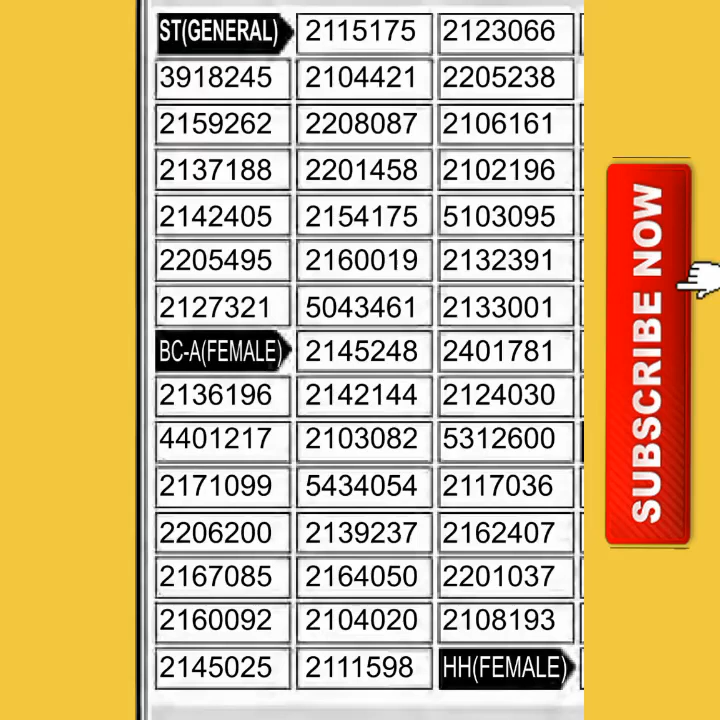 ST(GENERAL) 2115175 2123066
3918245 2104421 2205238
2159262 2208087 2106161
2137188 2201458 2102196
2142405 2154175 5103095
2205495 2160019 2132391
2127321 5043461 2133001
BC-A(FEMALE) 2145248 2401781
2136196 2142144 2124030
4401217 2103082 5312600
2171099 5434054 2117036
2206200 2139237 2162407
2167085 2164050 2201037
2160092 2104020 2108193
2145025 2111598 HH(FEMALE)
SUBSCRIBE NOW